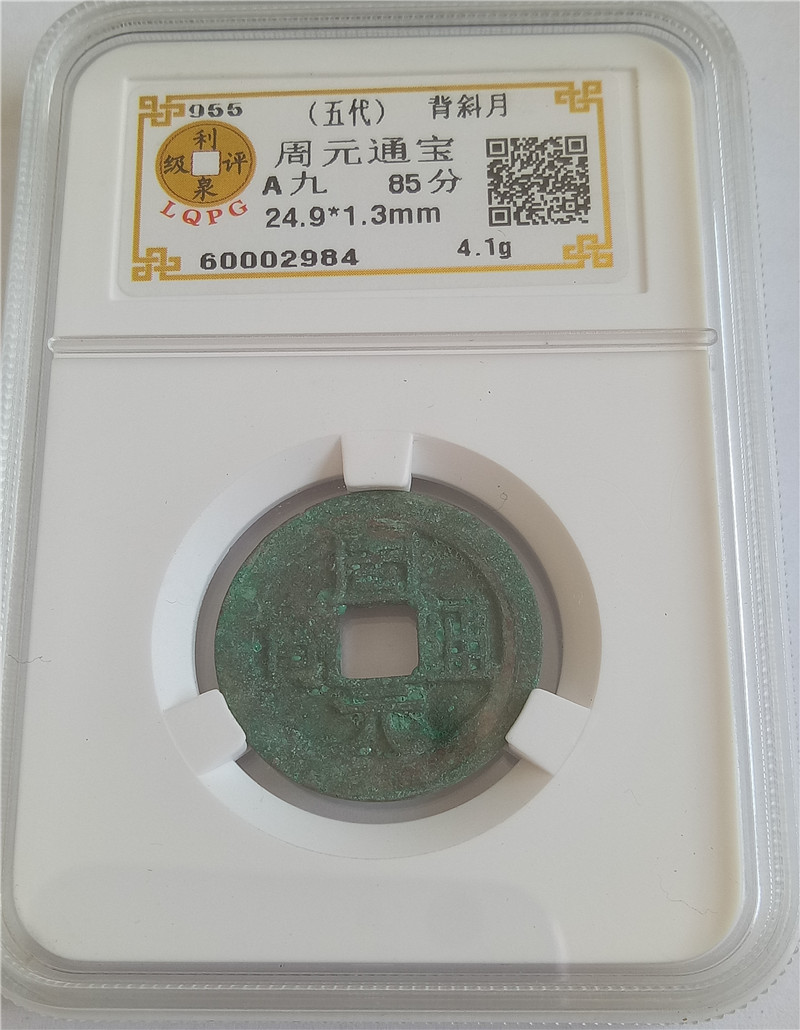 955 （五代） 背斜月
利泉评级
LQPG
周元通宝
A九 85分
24.9*1.3mm
60002984 4.1g
周元通寶